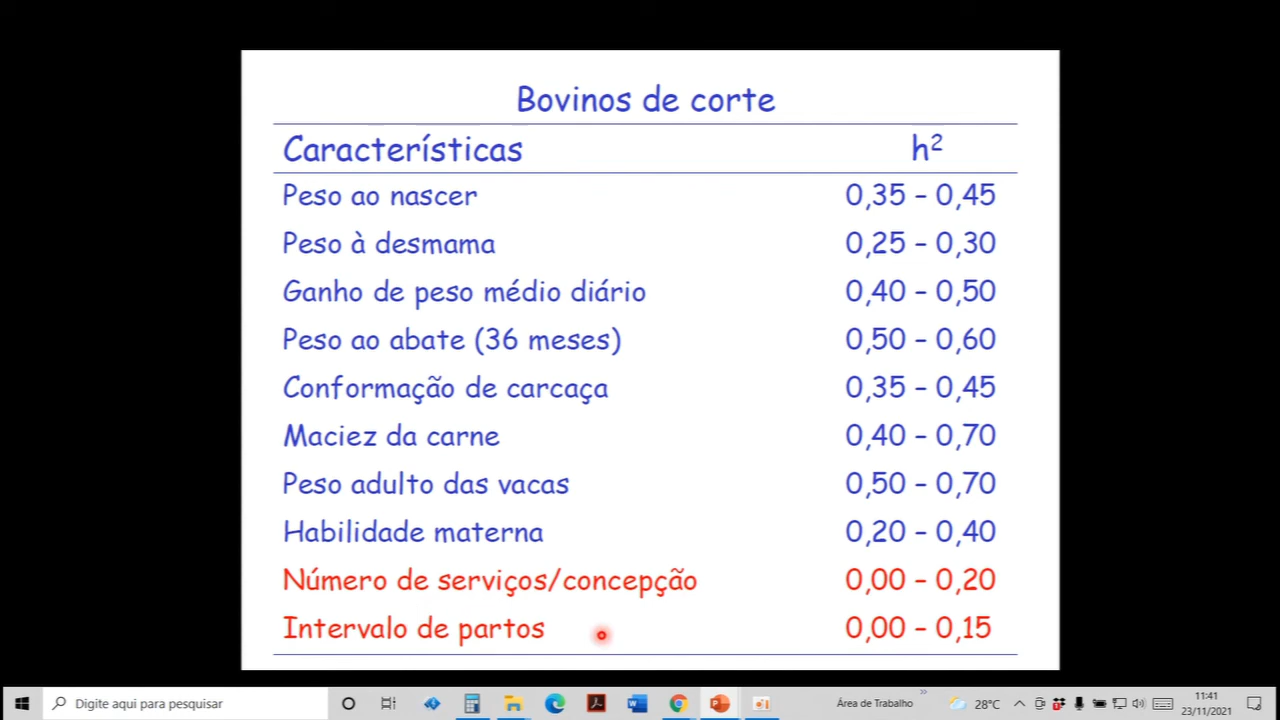 Bovinos de corte
Características h²
Peso ao nascer 0,35 – 0,45
Peso à desmama 0,25 – 0,30
Ganho de peso médio diário 0,40 – 0,50
Peso ao abate (36 meses) 0,50 – 0,60
Conformação de carcaça 0,35 – 0,45
Maciez da carne 0,40 – 0,70
Peso adulto das vacas 0,50 – 0,70
Habilidade materna 0,20 – 0,40
Número de serviços/concepção 0,00 – 0,20
Intervalo de partos 0,00 – 0,15
Digite aqui para pesquisar Área de Trabalho 28°C 11:41
23/11/2021